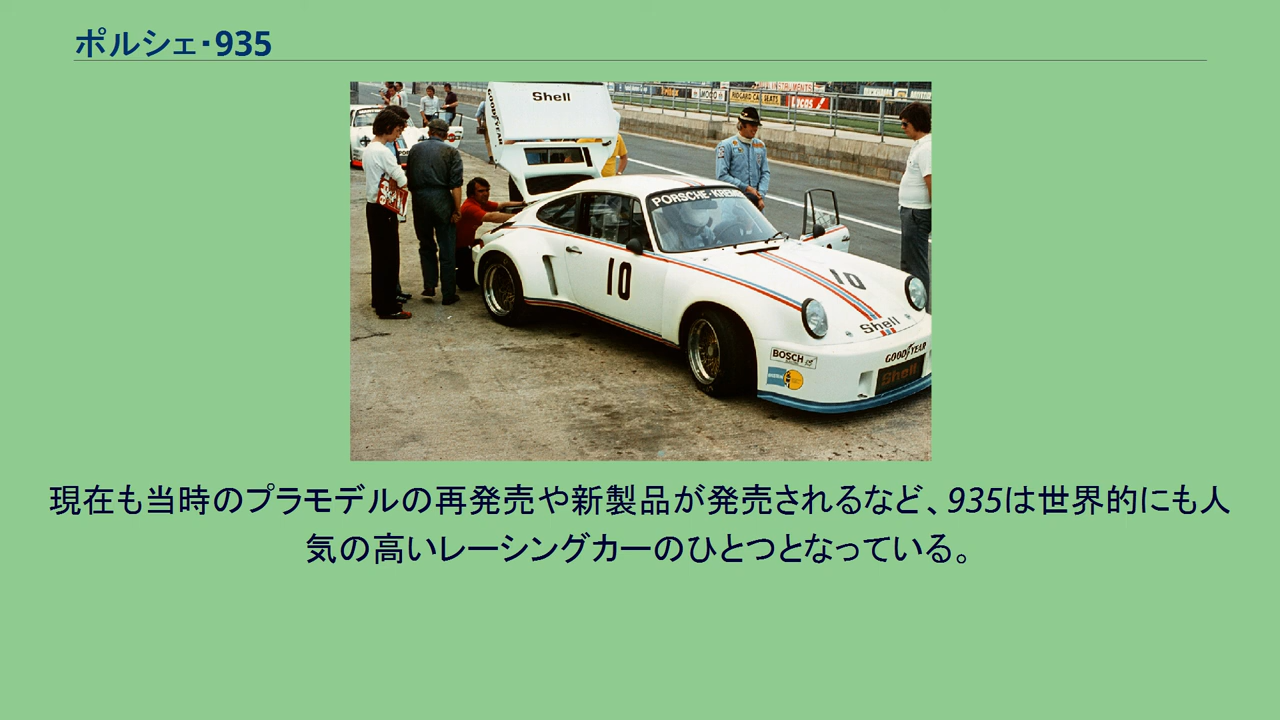 ポルシェ・935
Shell
GOODYEAR
LUCAS
PORSCHE-KREMER
10
10
Shell
GOODYEAR
BOSCH
Shell
現在も当時のプラモデルの再発売や新製品が発売されるなど、935は世界的にも人
気の高いレーシングカーのひとつとなっている。